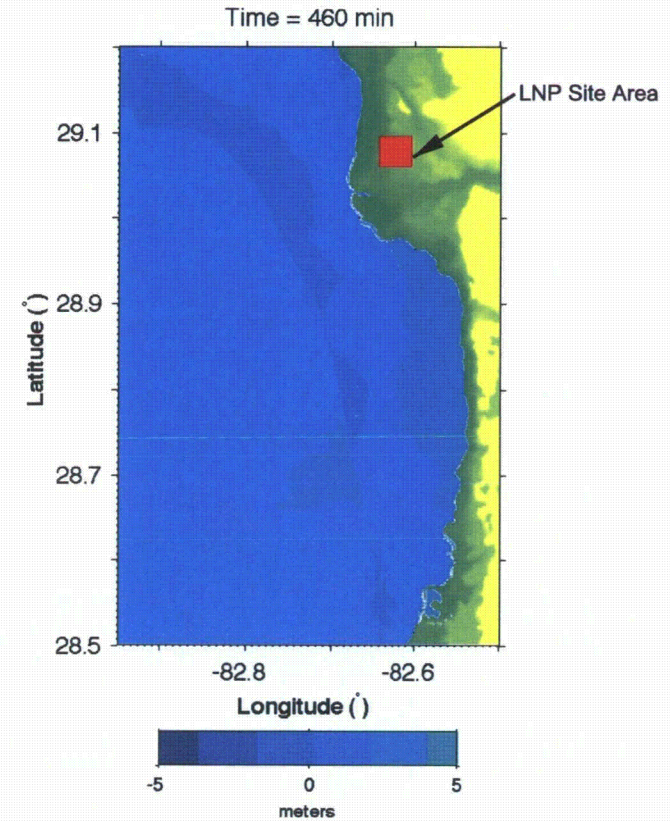 Time = 460 min
LNP Site Area
29.1
28.9
28.7
28.5
Latitude (°)
-82.8 -82.6
Longitude (°)
-5 0 5
meters